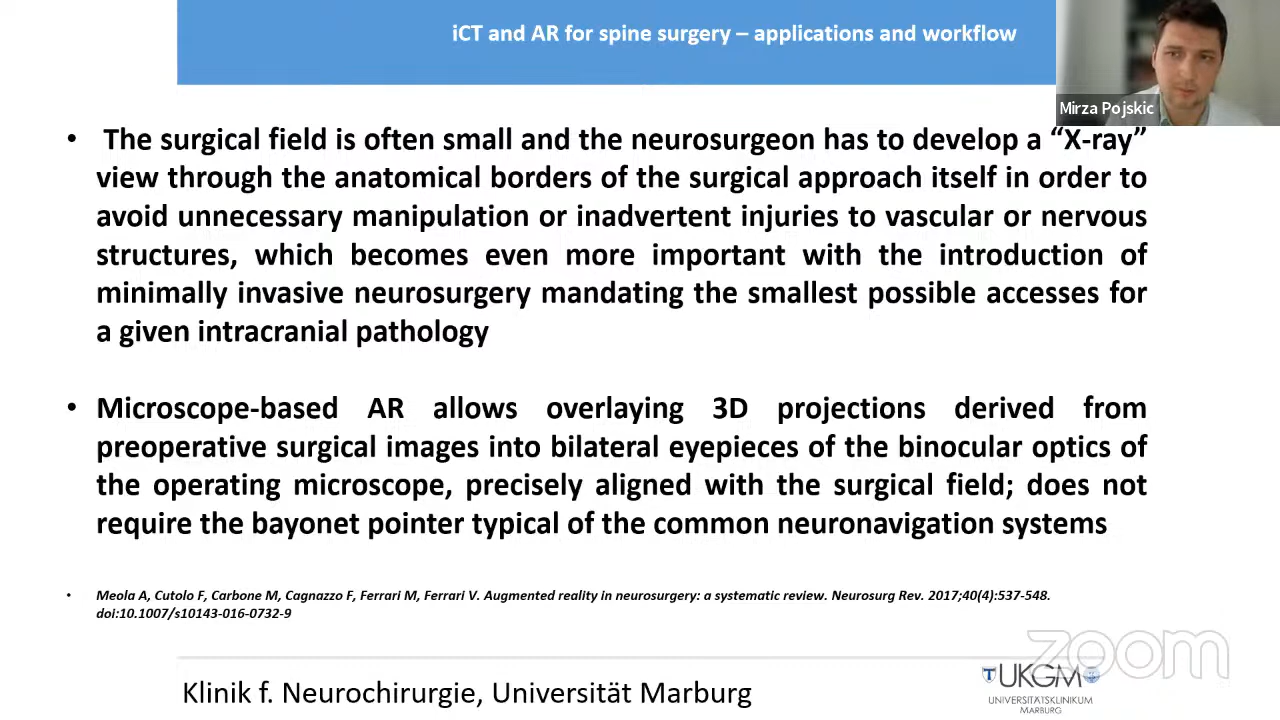 iCT and AR for spine surgery – applications and workflow
Mirza Pojskic
• The surgical field is often small and the neurosurgeon has to develop a “X-ray”
view through the anatomical borders of the surgical approach itself in order to
avoid unnecessary manipulation or inadvertent injuries to vascular or nervous
structures, which becomes even more important with the introduction of
minimally invasive neurosurgery mandating the smallest possible accesses for
a given intracranial pathology
• Microscope-based AR allows overlaying 3D projections derived from
preoperative surgical images into bilateral eyepieces of the binocular optics of
the operating microscope, precisely aligned with the surgical field; does not
require the bayonet pointer typical of the common neuronavigation systems
• Meola A, Cutolo F, Carbone M, Cagnazzo F, Ferrari M, Ferrari V. Augmented reality in neurosurgery: a systematic review. Neurosurg Rev. 2017;40(4):537-548.
doi:10.1007/s10143-016-0732-9
zoom
Klinik f. Neurochirurgie, Universität Marburg
UKGM
UNIVERSITÄTSKLINIKUM
MARBURG